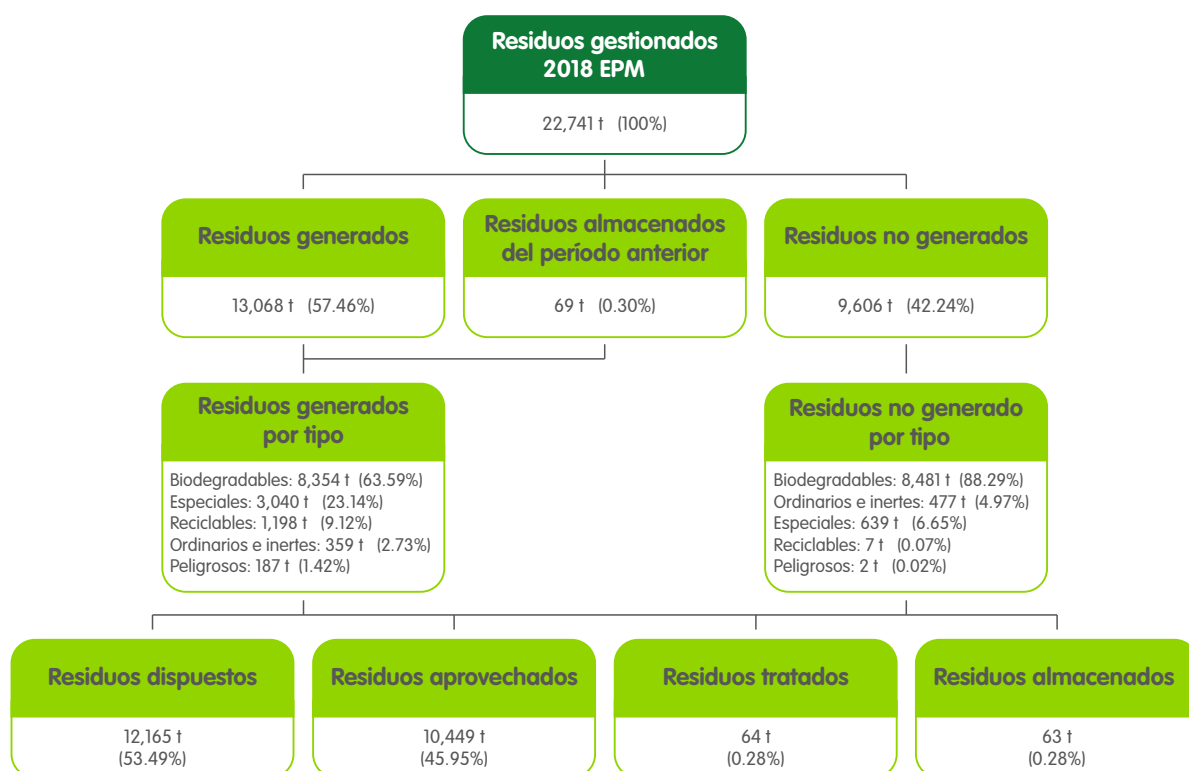 Residuos gestionados
2018 EPM
22,741 t (100%)
Residuos generados
13,068 t (57.46%)
Residuos almacenados
del período anterior
69 t (0.30%)
Residuos no generados
9,606 t (42.24%)
Residuos generados
por tipo
Biodegradables: 8,354 t (63.59%)
Especiales: 3,040 t (23.14%)
Reciclables: 1,198 t (9.12%)
Ordinarios e inertes: 359 t (2.73%)
Peligrosos: 187 t (1.42%)
Residuos no generado
por tipo
Biodegradables: 8,481 t (88.29%)
Ordinarios e inertes: 477 t (4.97%)
Especiales: 639 t (6.65%)
Reciclables: 7 t (0.07%)
Peligrosos: 2 t (0.02%)
Residuos dispuestos
12,165 t
(53.49%)
Residuos aprovechados
10,449 t
(45.95%)
Residuos tratados
64 t
(0.28%)
Residuos almacenados
63 t
(0.28%)